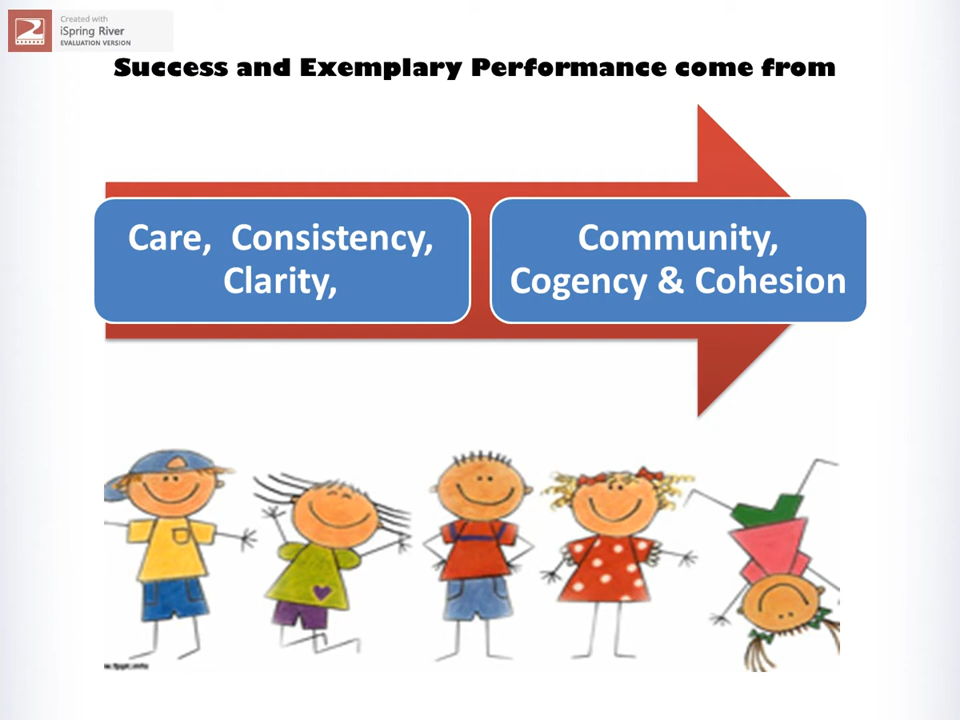 Created with
iSpring River
EVALUATION VERSION
Success and Exemplary Performance come from
Care,  Consistency,
Clarity,
Community,
Cogency & Cohesion